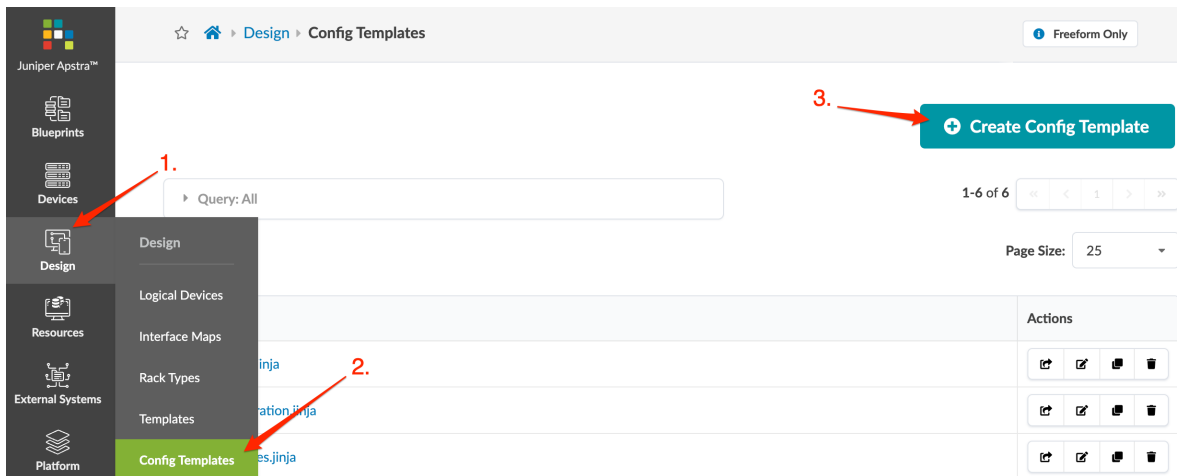 Juniper Apstra™
Design
Config Templates
Freeform Only
Blueprints
3.
Create Config Template
1.
Devices
Query: All
1-6 of 6
1
Design
Design
Page Size: 25
Logical Devices
Resources
Interface Maps
Actions
inja
2.
Rack Types
External Systems
Templates
ration.jinja
Platform
Config Templates
es.jinja